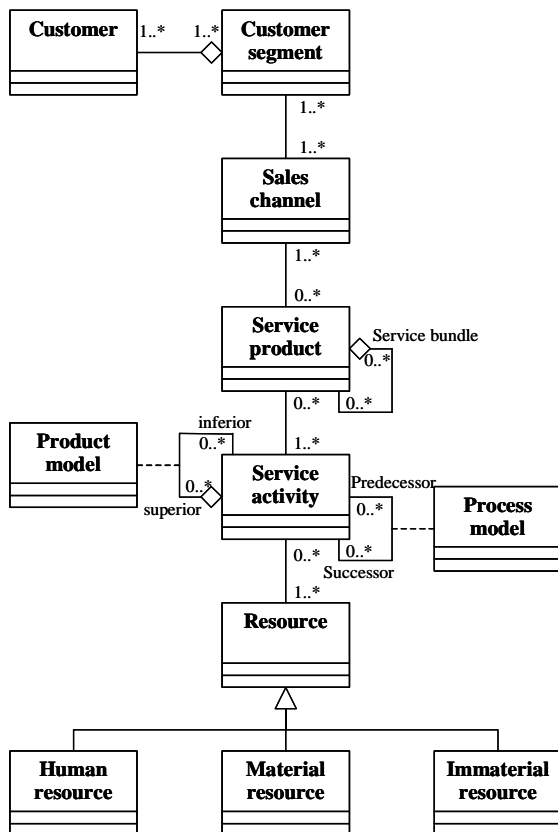 Customer
1..*
1..*
Customer
segment
1..*
1..*
Sales
channel
1..*
0..*
Service
product
Service bundle
0..*
0..*
0..*
1..*
Product
model
inferior
0..*
0..*
superior
Service
activity
Predecessor
0..*
0..*
Successor
Process
model
0..*
1..*
Resource
Human
resource
Material
resource
Immaterial
resource